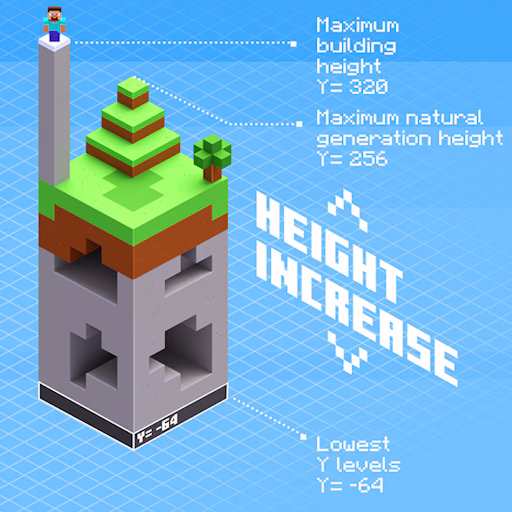 Maximum
building
height
Y= 320
Maximum natural
generation height
Y= 256
HEIGHT
INCREASE
Y= -64
Lowest
Y levels
Y= -64